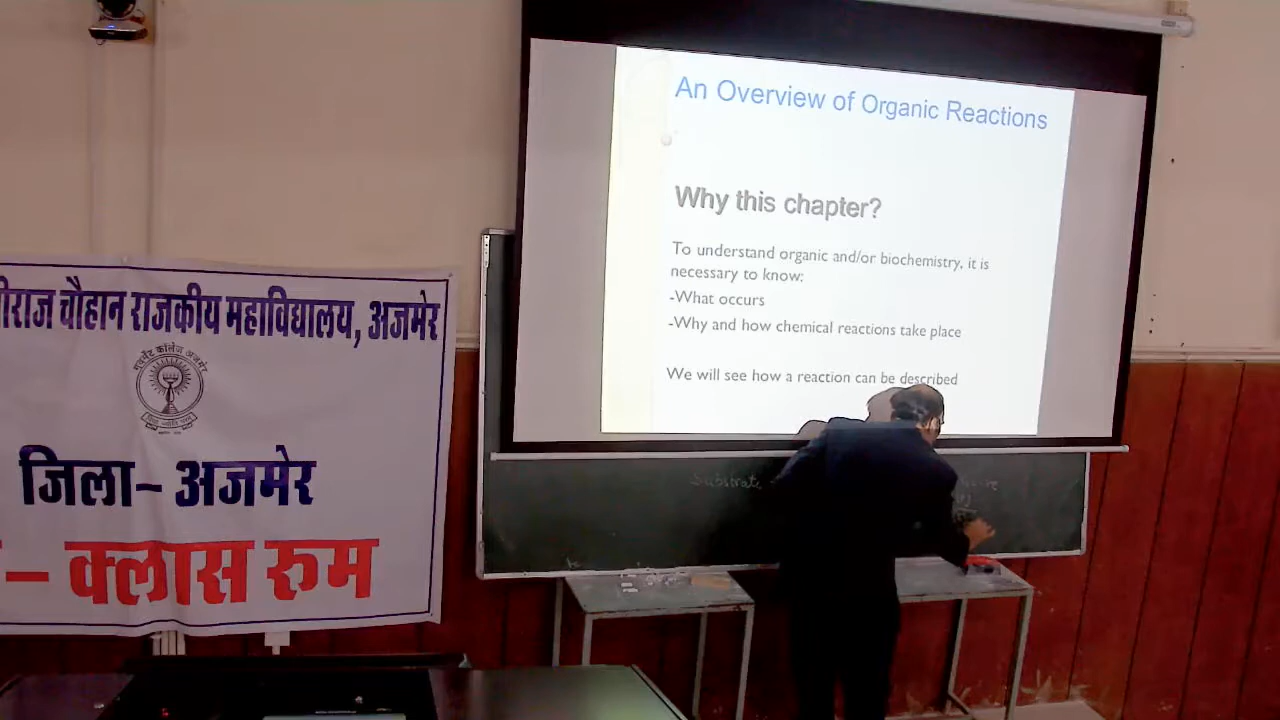 An Overview of Organic Reactions
Why this chapter?
To understand organic and/or biochemistry, it is
necessary to know:
-What occurs
-Why and how chemical reactions take place
We will see how a reaction can be described
चौहान राजकीय महाविद्यालय, अजमेर
जिला– अजमेर
– क्लास रूम
Substrate